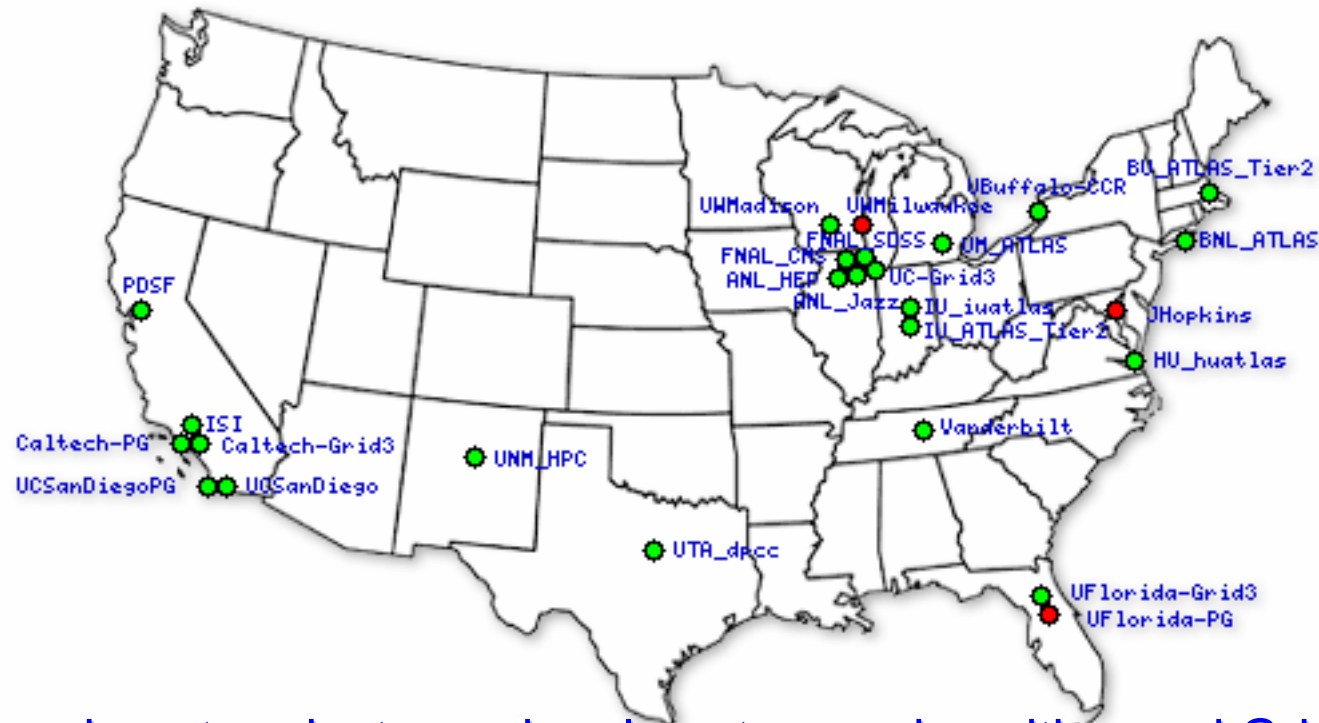 BU_ATLAS_Tier2
UBuffalo-CCR
UWMadison
UWMilwaukee
FNAL_SDSS
UM_ATLAS
BNL_ATLAS
FNAL_CMS
ANL_HEP
UC-Grid3
PDSF
ANL_Jazz
IU_iuatlas
JHopkins
IU_ATLAS_Tier2
HU_huatlas
ISI
Vanderbilt
Caltech-PG
Caltech-Grid3
UNM_HPC
UCSanDiegoPG
UCSanDiego
UTA_dpcc
UFlorida-Grid3
UFlorida-PG